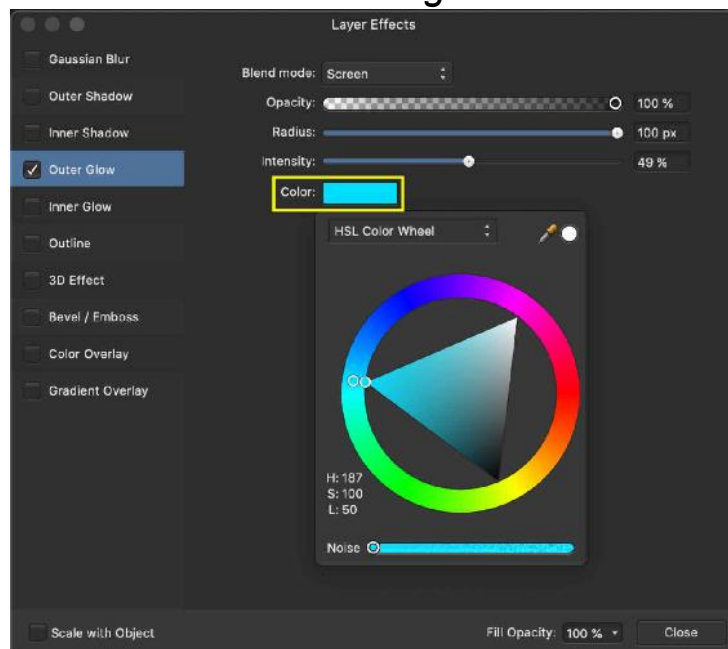 Layer Effects
Gaussian Blur
Outer Shadow
Inner Shadow
Outer Glow
Inner Glow
Outline
3D Effect
Bevel / Emboss
Color Overlay
Gradient Overlay
Blend mode: Screen
Opacity: 100 %
Radius: 100 px
Intensity: 49 %
Color:
HSL Color Wheel
H: 187
S: 100
L: 50
Noise
Scale with Object
Fill Opacity: 100 %
Close